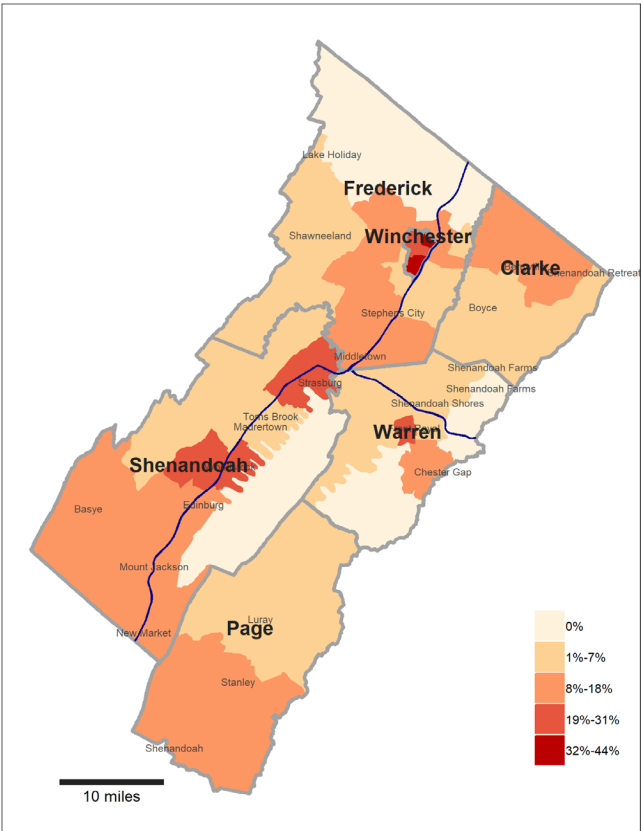 Lake Holiday
Frederick
Shawneeland
Winchester
Clarke
Shenandoah Retreat
Boyce
Stephens City
Middletown
Shenandoah Farms
Strasburg
Shenandoah Farms
Shenandoah Shores
Toms Brook
Maurertown
Warren
Shenandoah
Chester Gap
Basye
Edinburg
Mount Jackson
Luray
Page
New Market
Stanley
Shenandoah
0%
1%-7%
8%-18%
19%-31%
32%-44%
10 miles